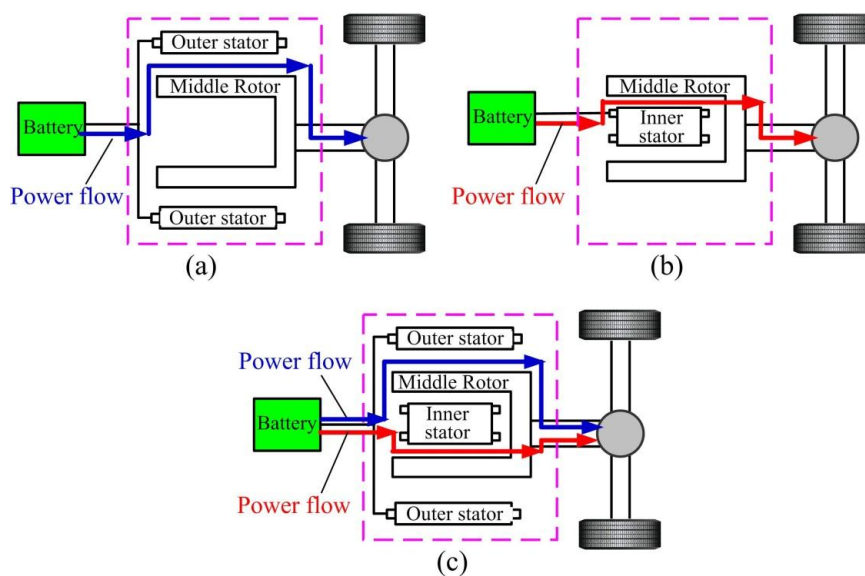 Outer stator
Middle Rotor
Battery
Power flow
Outer stator
(a)
Middle Rotor
Battery
Inner
stator
Power flow
(b)
Outer stator
Power flow
Middle Rotor
Battery
Inner
stator
Power flow
Outer stator
(c)